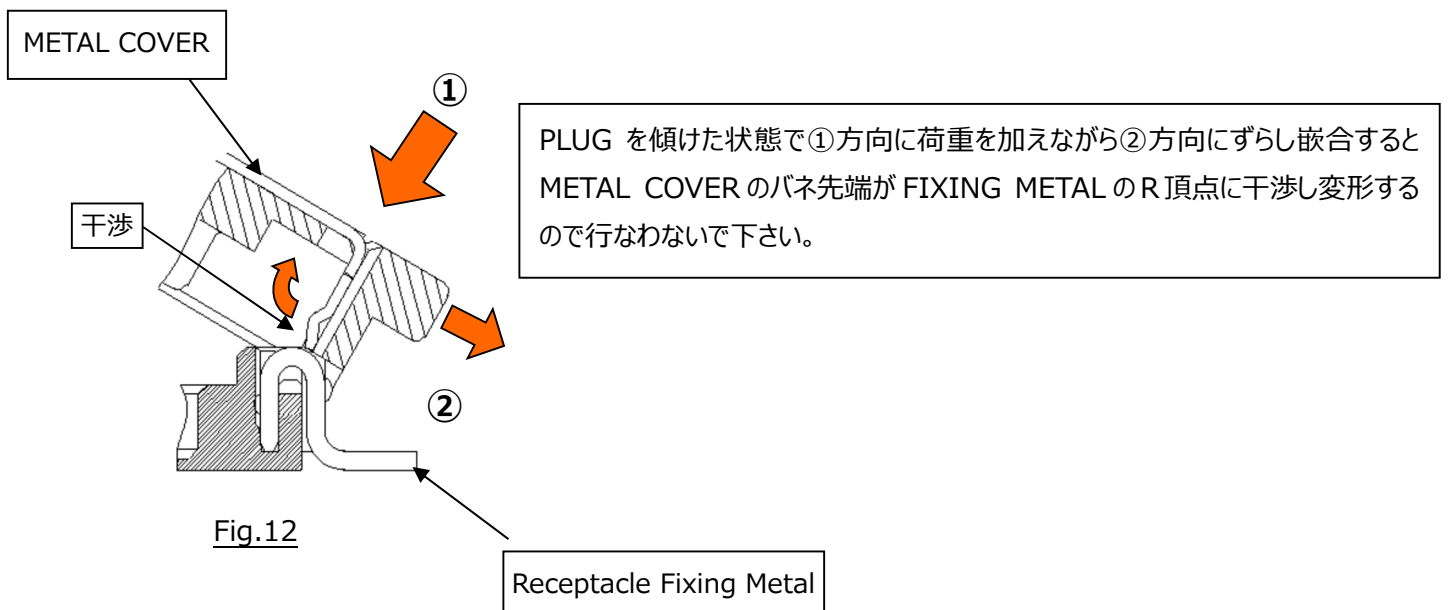 METAL COVER
①
PLUG を傾けた状態で①方向に荷重を加えながら②方向にずらし嵌合すると
METAL COVER のバネ先端が FIXING METAL の R 頂点に干渉し変形する
ので行なわないで下さい。
干渉
②
Fig.12
Receptacle Fixing Metal